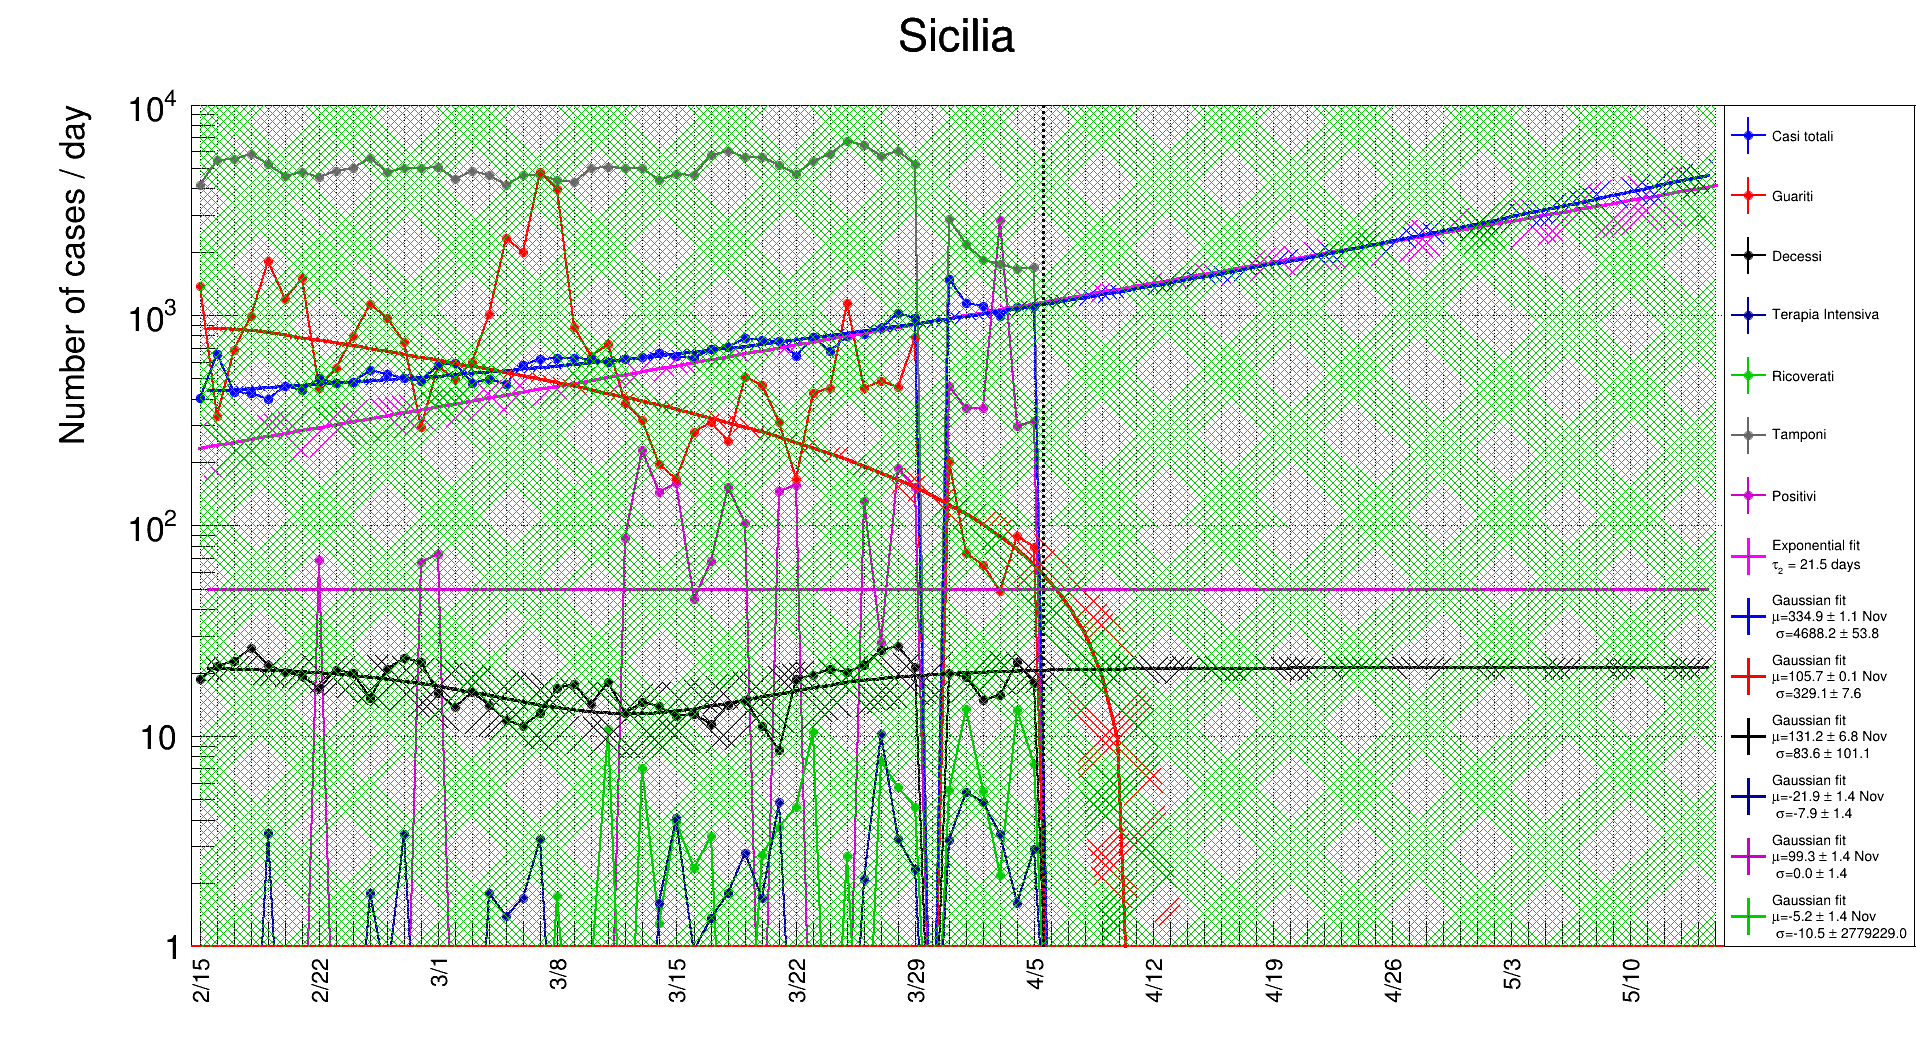 Sicilia
Number of cases / day
10^4
10^3
10^2
10
1
2/15
2/22
3/1
3/8
3/15
3/22
3/29
4/5
4/12
4/19
4/26
5/3
5/10
Casi totali
Guariti
Decessi
Terapia Intensiva
Ricoverati
Tamponi
Positivi
Exponential fit
τ₂ = 21.5 days
Gaussian fit
μ=334.9 ± 1.1 Nov
σ=4688.2 ± 53.8
Gaussian fit
μ=105.7 ± 0.1 Nov
σ=329.1 ± 7.6
Gaussian fit
μ=131.2 ± 6.8 Nov
σ=83.6 ± 101.1
Gaussian fit
μ=-21.9 ± 1.4 Nov
σ=-7.9 ± 1.4
Gaussian fit
μ=99.3 ± 1.4 Nov
σ=0.0 ± 1.4
Gaussian fit
μ=-5.2 ± 1.4 Nov
σ=-10.5 ± 2779229.0